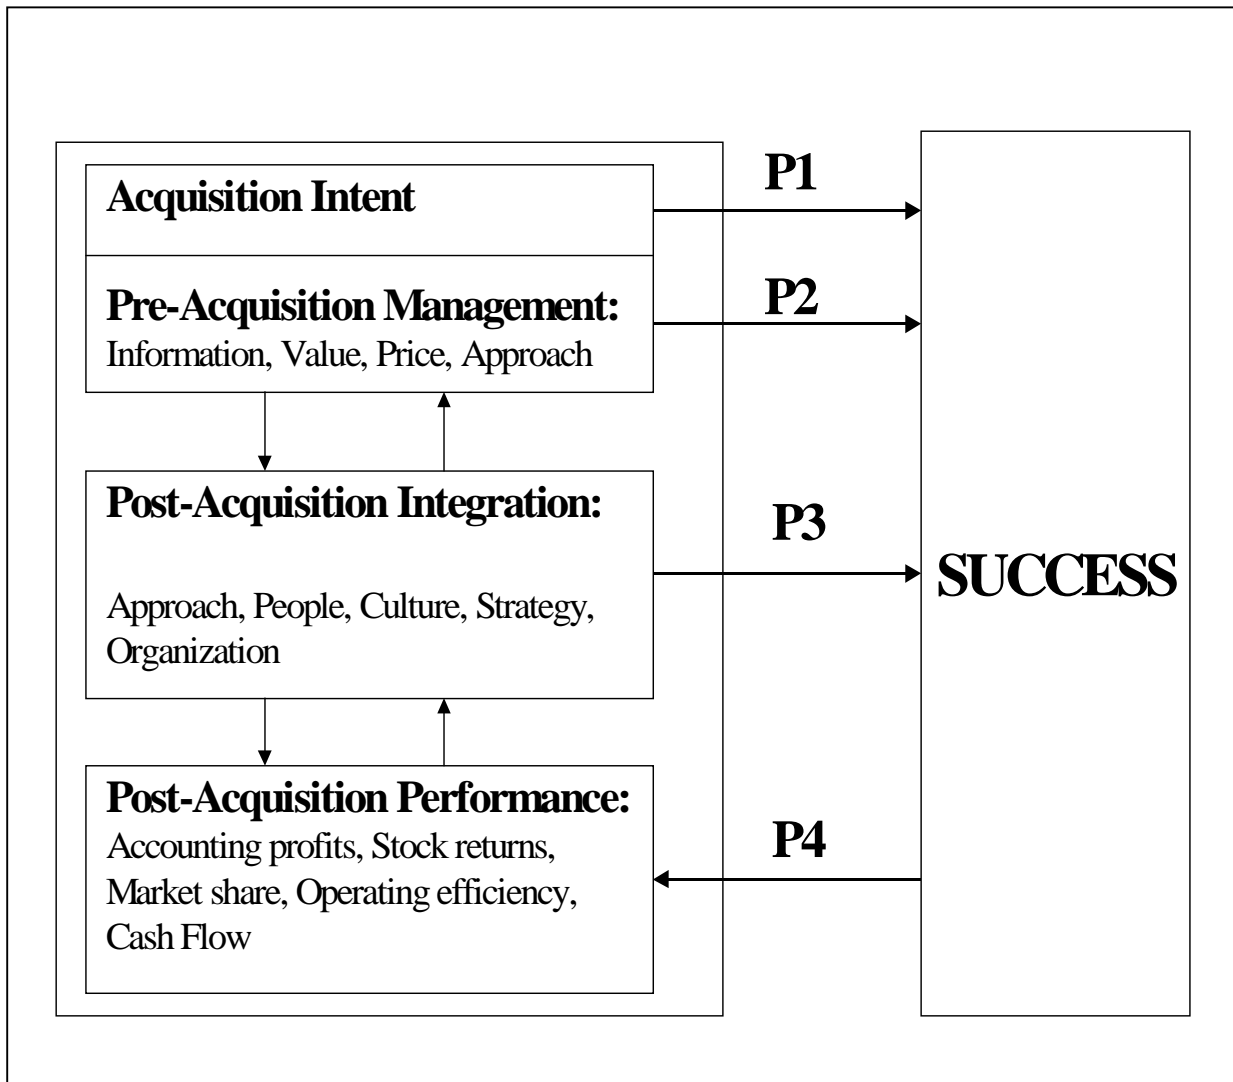 Acquisition Intent
P1
Pre-Acquisition Management:
Information, Value, Price, Approach
P2
Post-Acquisition Integration:
Approach, People, Culture, Strategy,
Organization
P3
SUCCESS
Post-Acquisition Performance:
Accounting profits, Stock returns,
Market share, Operating efficiency,
Cash Flow
P4